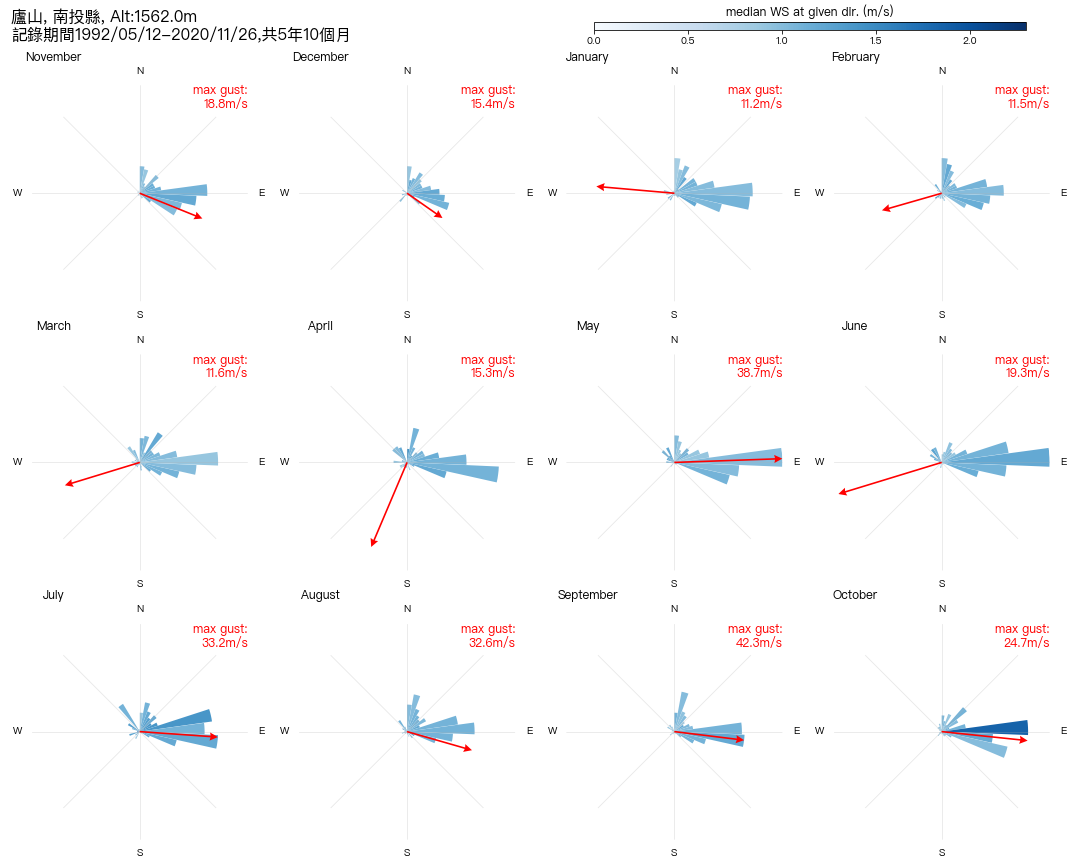 廬山, 南投縣, Alt:1562.0m
記錄期間1992/05/12−2020/11/26,共5年10個月
median WS at given dir. (m/s)
0.0 0.5 1.0 1.5 2.0
November December January February
N N N N
max gust: max gust: max gust: max gust:
18.8m/s 15.4m/s 11.2m/s 11.5m/s
W E W E W E W E
S S S S
March April May June
N N N N
max gust: max gust: max gust: max gust:
11.6m/s 15.3m/s 38.7m/s 19.3m/s
W E W E W E W E
S S S S
July August September October
N N N N
max gust: max gust: max gust: max gust:
33.2m/s 32.6m/s 42.3m/s 24.7m/s
W E W E W E W E
S S S S